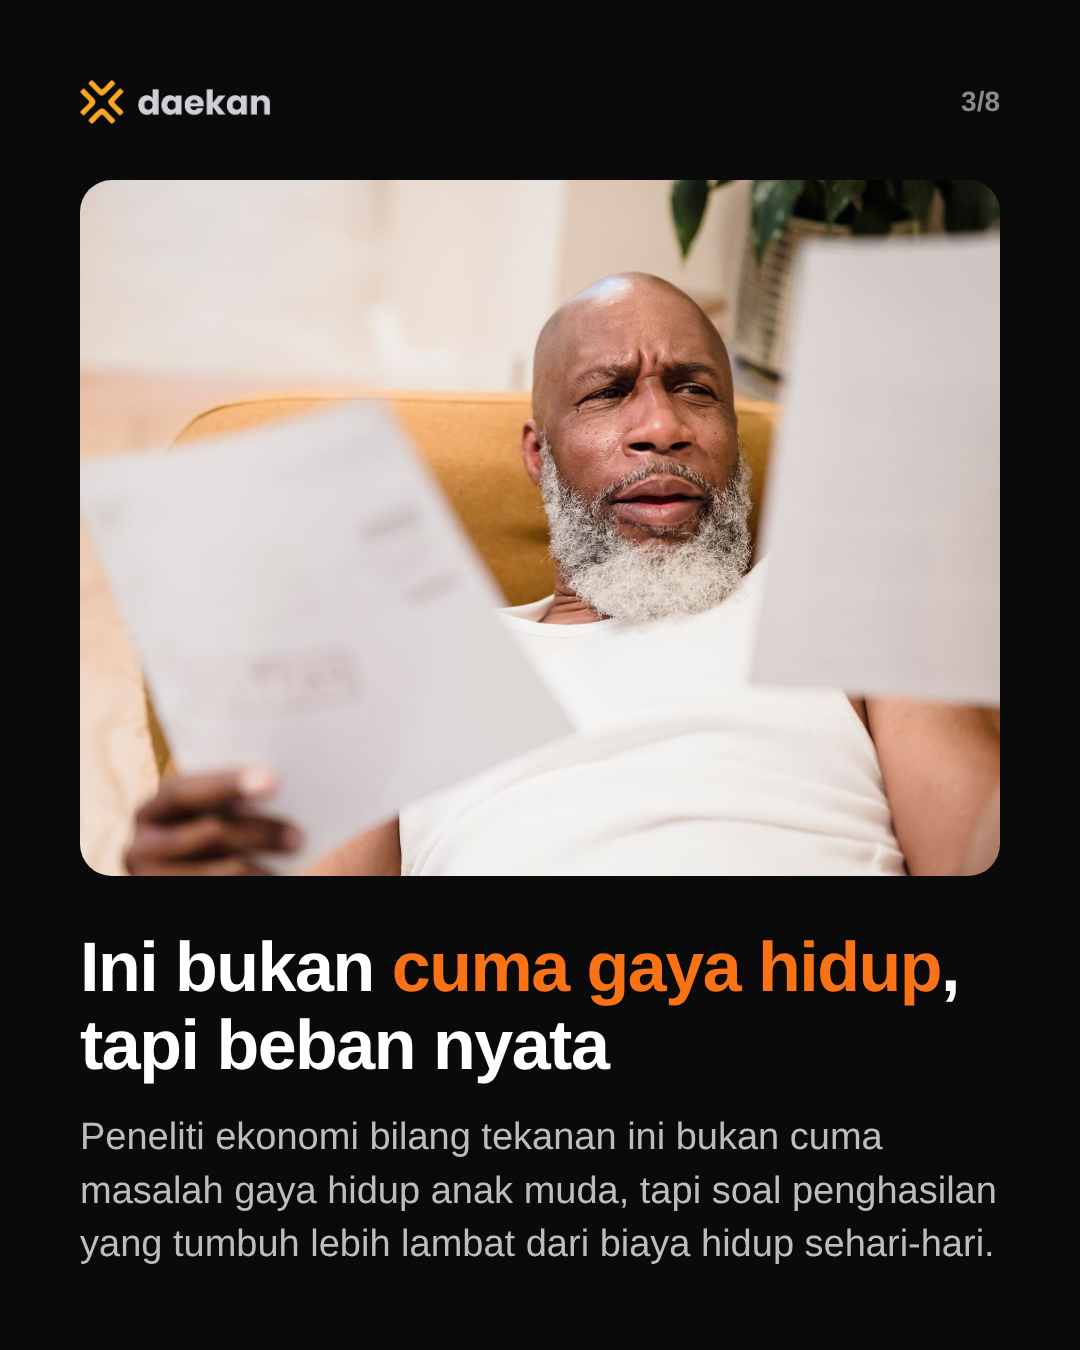 daekan
3/8
Ini bukan cuma gaya hidup,
tapi beban nyata
Peneliti ekonomi bilang tekanan ini bukan cuma
masalah gaya hidup anak muda, tapi soal penghasilan
yang tumbuh lebih lambat dari biaya hidup sehari-hari.